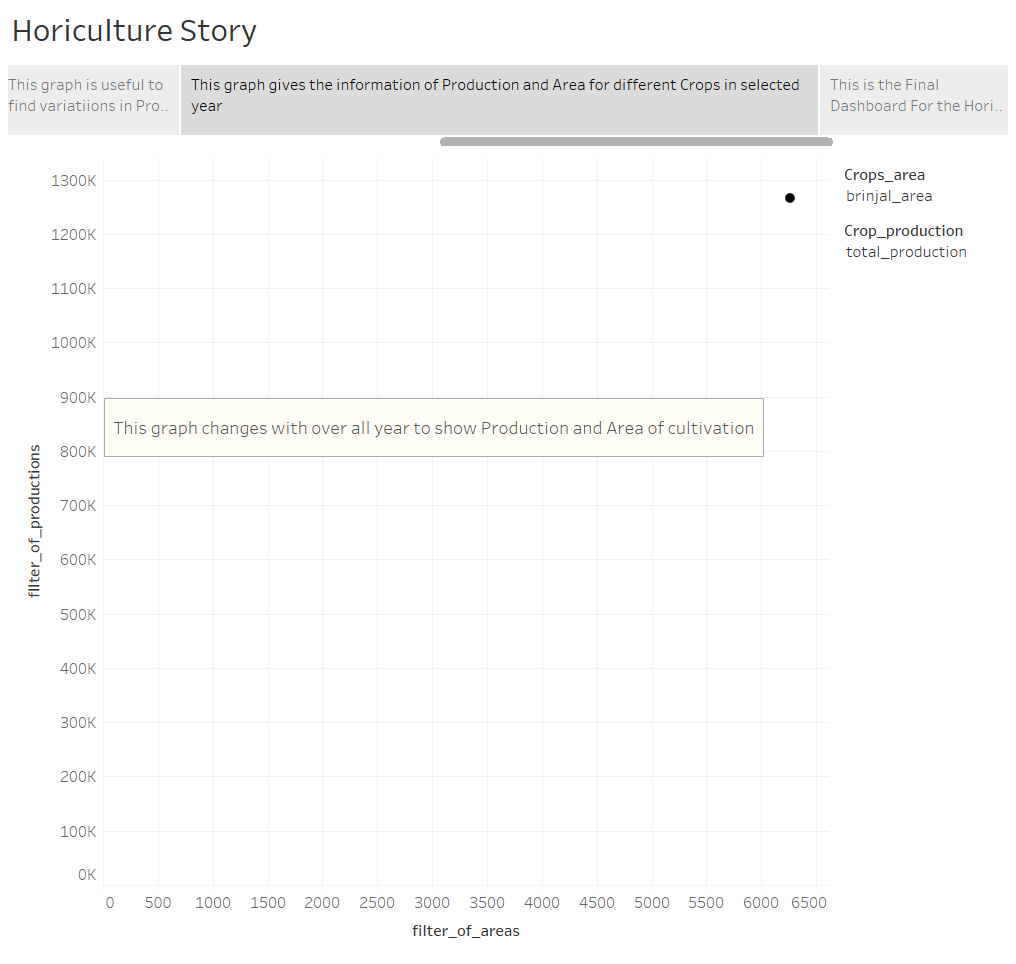 Horiculture Story
This graph is useful to
find variatiions in Pro..
This graph gives the information of Production and Area for different Crops in selected
year
This is the Final
Dashboard For the Hori..
1300K
1200K
1100K
1000K
900K
800K
700K
600K
500K
400K
300K
200K
100K
0K
filter_of_productions
This graph changes with over all year to show Production and Area of cultivation
0 500 1000 1500 2000 2500 3000 3500 4000 4500 5000 5500 6000 6500
filter_of_areas
Crops_area
brinjal_area
Crop_production
total_production